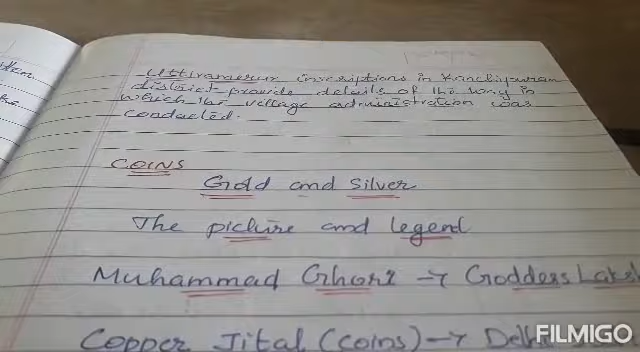 Uttiramerur inscriptions in Kanchipuram
district-provide details of the way in
which the village administration was
conducted.
COINS
Gold and Silver
The picture and legend
Muhammad Ghori → Goddess Laksh
Copper Jital (coins) → Delhi
FILMIGO